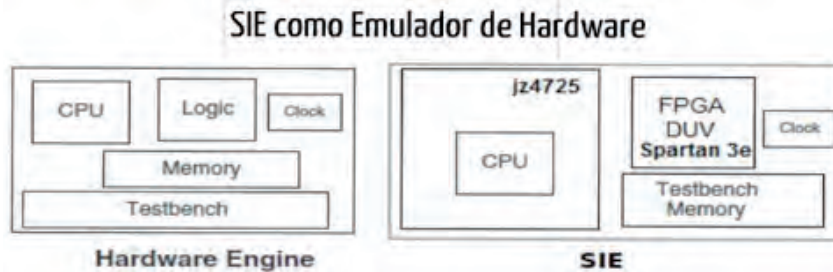 SIE como Emulador de Hardware
CPU
Logic
Clock
Memory
Testbench
Hardware Engine
jz4725
CPU
FPGA
DUV
Spartan 3e
Clock
Testbench
Memory
SIE